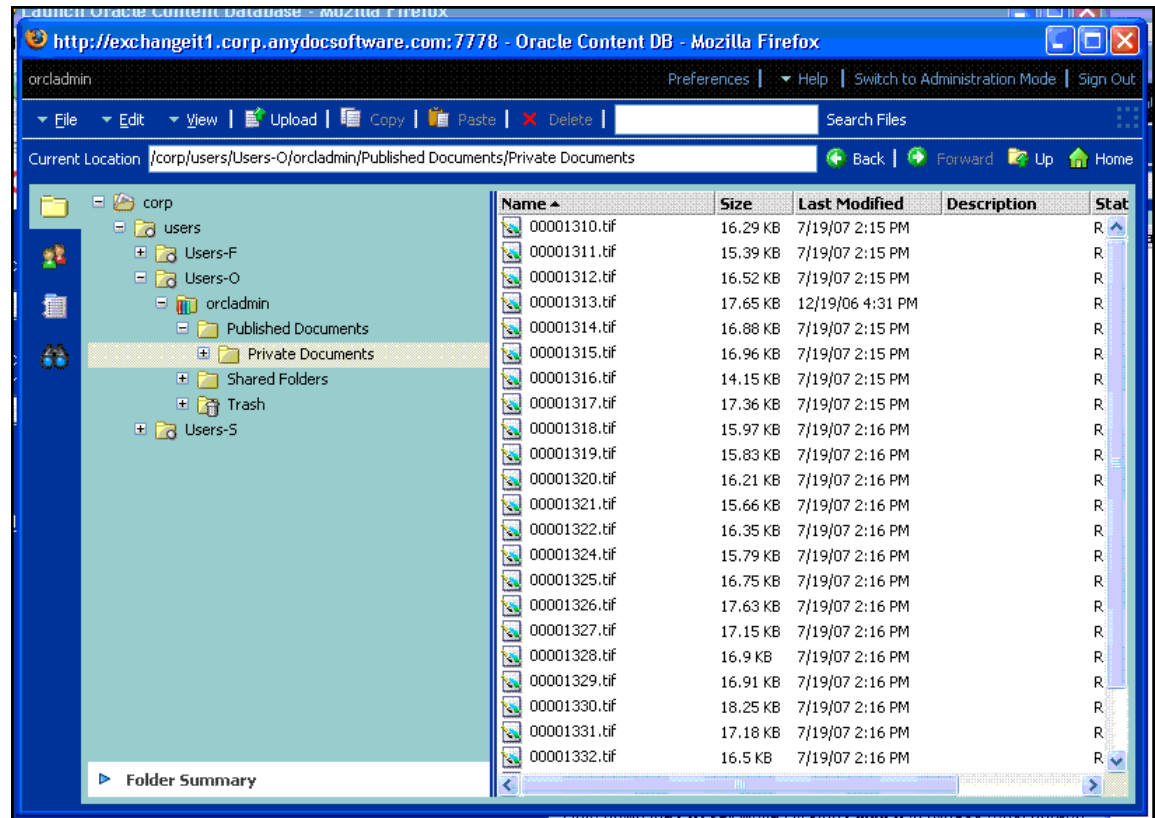 Launch Oracle Content Database - Mozilla Firefox
http://exchangeit1.corp.anydocsoftware.com:7778 - Oracle Content DB - Mozilla Firefox
orcladmin Preferences | Help | Switch to Administration Mode | Sign Out
File Edit View | Upload | Copy | Paste | Delete | Search Files
Current Location /corp/users/Users-O/orcladmin/Published Documents/Private Documents Back | Forward Up Home
corp
users
Users-F
Users-O
orcladmin
Published Documents
Private Documents
Shared Folders
Trash
Users-S
Folder Summary
Name Size Last Modified Description Stat
00001310.tif 16.29 KB 7/19/07 2:15 PM R
00001311.tif 15.39 KB 7/19/07 2:15 PM R
00001312.tif 16.52 KB 7/19/07 2:15 PM R
00001313.tif 17.65 KB 12/19/06 4:31 PM R
00001314.tif 16.88 KB 7/19/07 2:15 PM R
00001315.tif 16.96 KB 7/19/07 2:15 PM R
00001316.tif 14.15 KB 7/19/07 2:15 PM R
00001317.tif 17.36 KB 7/19/07 2:15 PM R
00001318.tif 15.97 KB 7/19/07 2:16 PM R
00001319.tif 15.83 KB 7/19/07 2:16 PM R
00001320.tif 16.21 KB 7/19/07 2:16 PM R
00001321.tif 15.66 KB 7/19/07 2:16 PM R
00001322.tif 16.35 KB 7/19/07 2:16 PM R
00001324.tif 15.79 KB 7/19/07 2:16 PM R
00001325.tif 16.75 KB 7/19/07 2:16 PM R
00001326.tif 17.63 KB 7/19/07 2:16 PM R
00001327.tif 17.15 KB 7/19/07 2:16 PM R
00001328.tif 16.9 KB 7/19/07 2:16 PM R
00001329.tif 16.91 KB 7/19/07 2:16 PM R
00001330.tif 18.25 KB 7/19/07 2:16 PM R
00001331.tif 17.18 KB 7/19/07 2:16 PM R
00001332.tif 16.5 KB 7/19/07 2:16 PM R